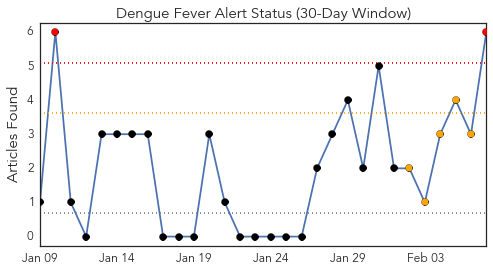 Dengue Fever Alert Status (30-Day Window)
Articles Found
6
5
4
3
2
1
0
Jan 09 Jan 14 Jan 19 Jan 24 Jan 29 Feb 03